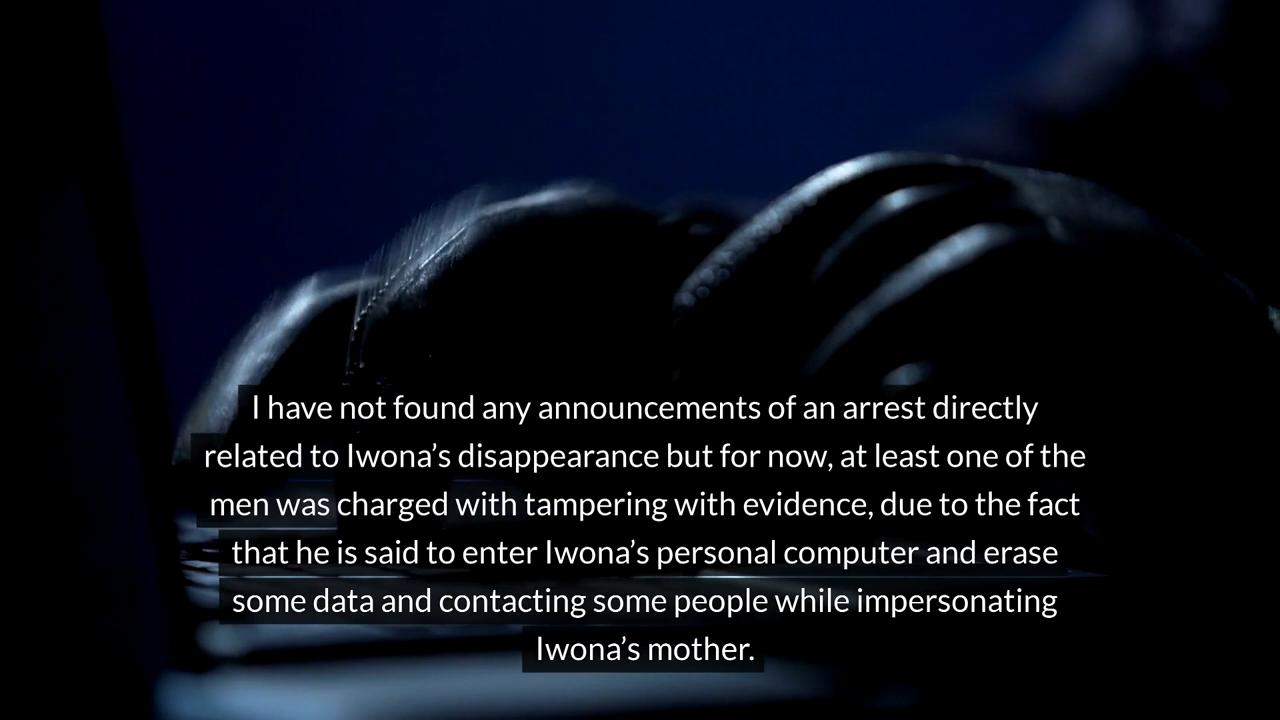 I have not found any announcements of an arrest directly
related to Iwona’s disappearance but for now, at least one of the
men was charged with tampering with evidence, due to the fact
that he is said to enter Iwona’s personal computer and erase
some data and contacting some people while impersonating
Iwona’s mother.